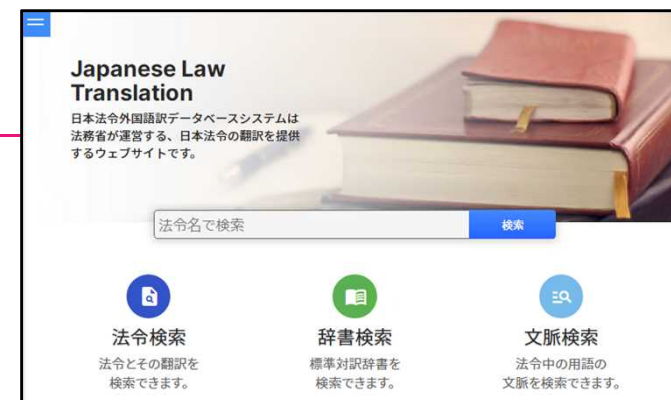 Japanese Law
Translation
日本法令外国語訳データベースシステムは
法務省が運営する、日本法令の翻訳を提供
するウェブサイトです。
法令名で検索
検索
法令検索
辞書検索
文脈検索
法令とその翻訳を
検索できます。
標準対訳辞書を
検索できます。
法令中の用語の
文脈を検索できます。